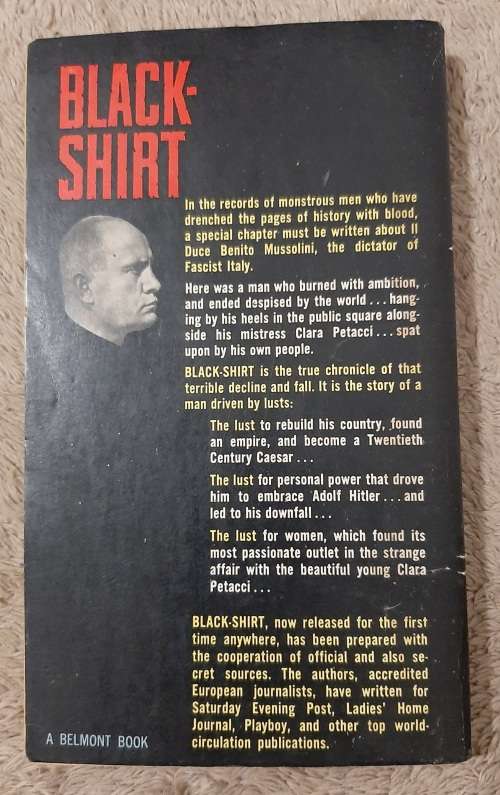 BLACK-
SHIRT
In the records of monstrous men who have
drenched the pages of history with blood,
a special chapter must be written about Il
Duce Benito Mussolini, the dictator of
Fascist Italy.
Here was a man who burned with ambition,
and ended despised by the world...hang-
ing by his heels in the public square along-
side his mistress Clara Petacci...spat
upon by his own people.
BLACK-SHIRT is the true chronicle of that
terrible decline and fall. It is the story of a
man driven by lusts:
The lust to rebuild his country, found
an empire, and become a Twentieth
Century Caesar...
The lust for personal power that drove
him to embrace Adolf Hitler...and
led to his downfall...
The lust for women, which found its
most passionate outlet in the strange
affair with the beautiful young Clara
Petacci...
BLACK-SHIRT, now released for the first
time anywhere, has been prepared with
the cooperation of official and also se-
cret sources. The authors, accredited
European journalists, have written for
Saturday Evening Post, Ladies' Home
Journal, Playboy, and other top world-
circulation publications.
A BELMONT BOOK